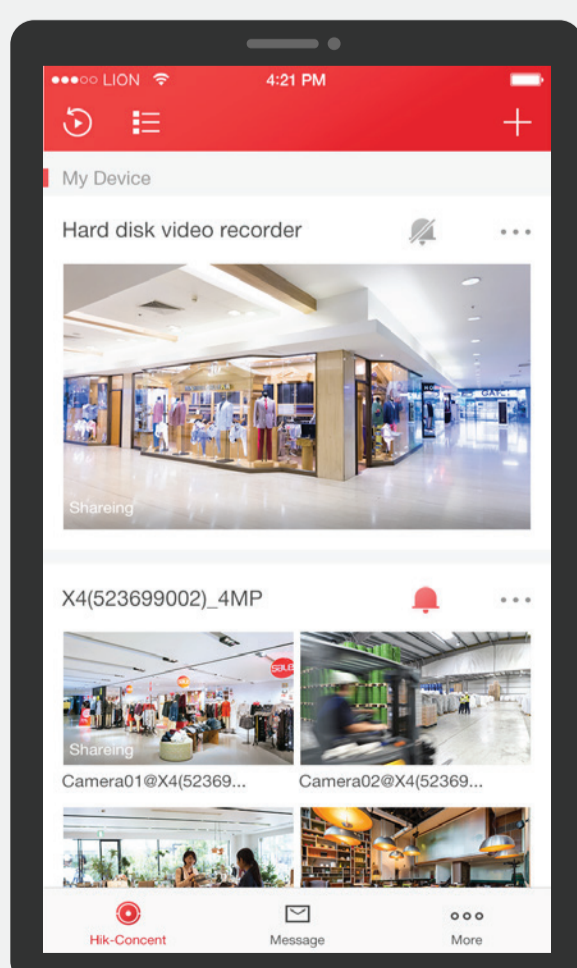 LION 4:21 PM
My Device
Hard disk video recorder
Shareing
X4(523699002)_4MP
SALE
Shareing
Camera01@X4(52369...
Camera02@X4(52369...
Hik-Concent
Message
More